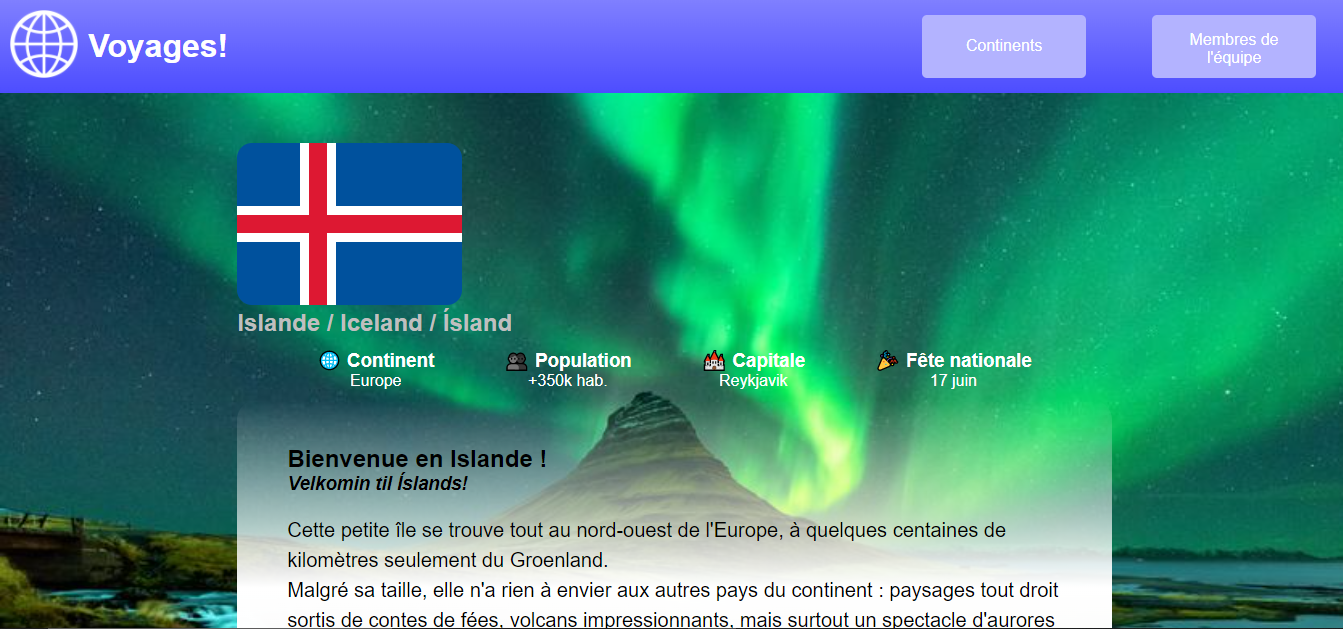 Voyages!
Continents
Membres de
l'équipe
Islande / Iceland / Ísland
Continent
Europe
Population
+350k hab.
Capitale
Reykjavik
Fête nationale
17 juin
Bienvenue en Islande !
Velkomin til Íslands!
Cette petite île se trouve tout au nord-ouest de l'Europe, à quelques centaines de
kilomètres seulement du Groenland.
Malgré sa taille, elle n'a rien à envier aux autres pays du continent : paysages tout droit
sortis de contes de fées, volcans impressionnants, mais surtout un spectacle d'aurores